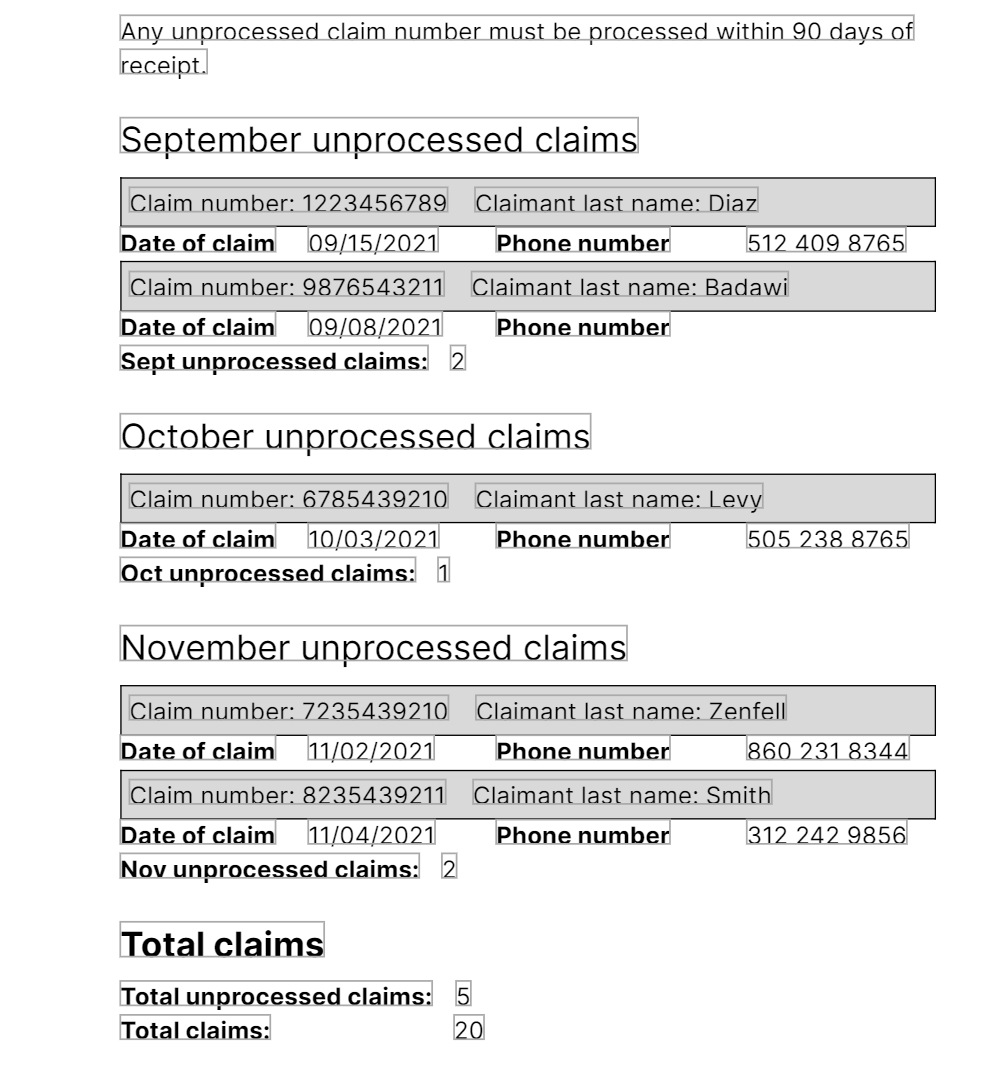 Any unprocessed claim number must be processed within 90 days of
receipt.
September unprocessed claims
Claim number: 1223456789 Claimant last name: Diaz
Date of claim 09/15/2021 Phone number 512 409 8765
Claim number: 9876543211 Claimant last name: Badawi
Date of claim 09/08/2021 Phone number
Sept unprocessed claims: 2
October unprocessed claims
Claim number: 6785439210 Claimant last name: Levy
Date of claim 10/03/2021 Phone number 505 238 8765
Oct unprocessed claims: 1
November unprocessed claims
Claim number: 7235439210 Claimant last name: Zenfell
Date of claim 11/02/2021 Phone number 860 231 8344
Claim number: 8235439211 Claimant last name: Smith
Date of claim 11/04/2021 Phone number 312 242 9856
Nov unprocessed claims: 2
Total claims
Total unprocessed claims: 5
Total claims: 20